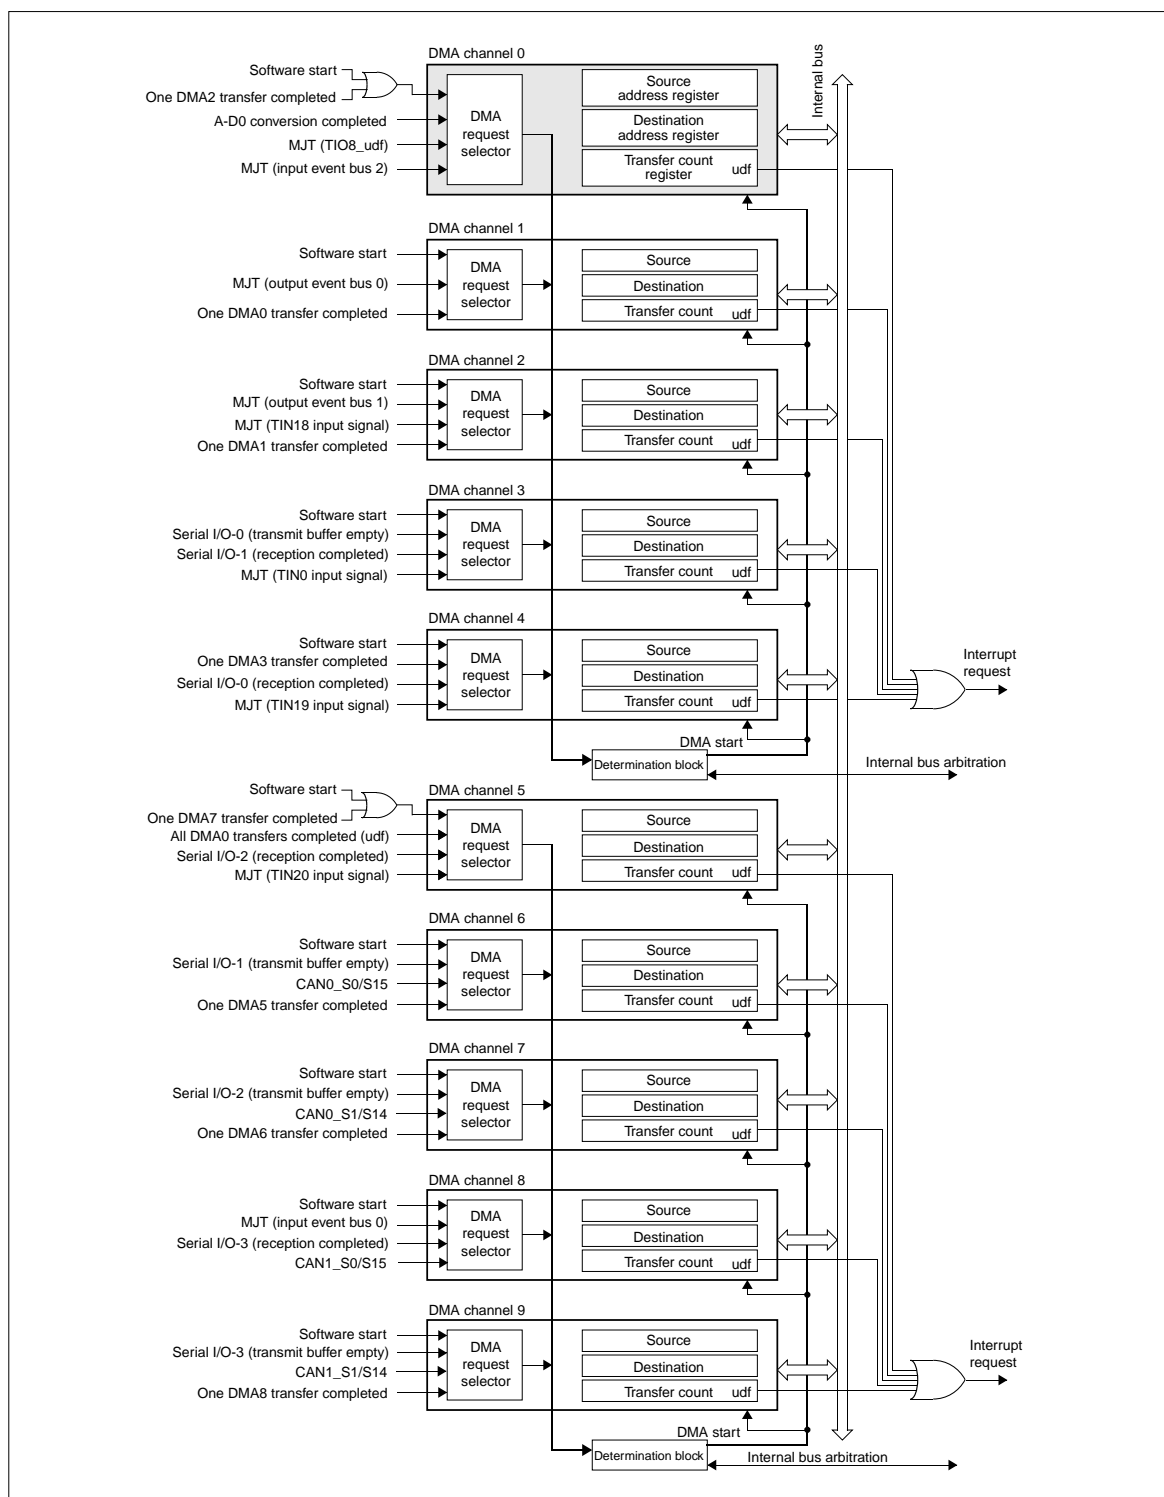 DMA channel 0
Software start
One DMA2 transfer completed
A-D0 conversion completed
MJT (TIO8_udf)
MJT (input event bus 2)
DMA
request
selector
Source
address register
Destination
address register
Transfer count
register
udf
Internal bus
DMA channel 1
Software start
MJT (output event bus 0)
One DMA0 transfer completed
DMA
request
selector
Source
Destination
Transfer count
udf
DMA channel 2
Software start
MJT (output event bus 1)
MJT (TIN18 input signal)
One DMA1 transfer completed
DMA
request
selector
Source
Destination
Transfer count
udf
DMA channel 3
Software start
Serial I/O-0 (transmit buffer empty)
Serial I/O-1 (reception completed)
MJT (TIN0 input signal)
DMA
request
selector
Source
Destination
Transfer count
udf
DMA channel 4
Software start
One DMA3 transfer completed
Serial I/O-0 (reception completed)
MJT (TIN19 input signal)
DMA
request
selector
Source
Destination
Transfer count
udf
Interrupt
request
DMA start
Determination block
Internal bus arbitration
DMA channel 5
Software start
One DMA7 transfer completed
All DMA0 transfers completed (udf)
Serial I/O-2 (reception completed)
MJT (TIN20 input signal)
DMA
request
selector
Source
Destination
Transfer count
udf
DMA channel 6
Software start
Serial I/O-1 (transmit buffer empty)
CAN0_S0/S15
One DMA5 transfer completed
DMA
request
selector
Source
Destination
Transfer count
udf
DMA channel 7
Software start
Serial I/O-2 (transmit buffer empty)
CAN0_S1/S14
One DMA6 transfer completed
DMA
request
selector
Source
Destination
Transfer count
udf
DMA channel 8
Software start
MJT (input event bus 0)
Serial I/O-3 (reception completed)
CAN1_S0/S15
DMA
request
selector
Source
Destination
Transfer count
udf
DMA channel 9
Software start
Serial I/O-3 (transmit buffer empty)
CAN1_S1/S14
One DMA8 transfer completed
DMA
request
selector
Source
Destination
Transfer count
udf
Interrupt
request
DMA start
Determination block
Internal bus arbitration